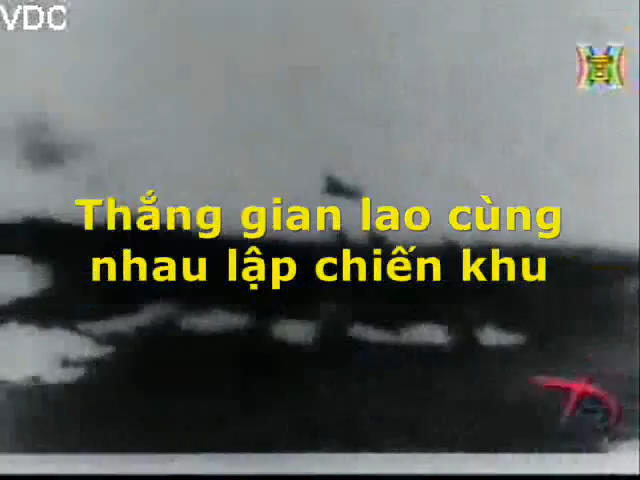 VDC
Thắng gian lao cùng
nhau lập chiến khu